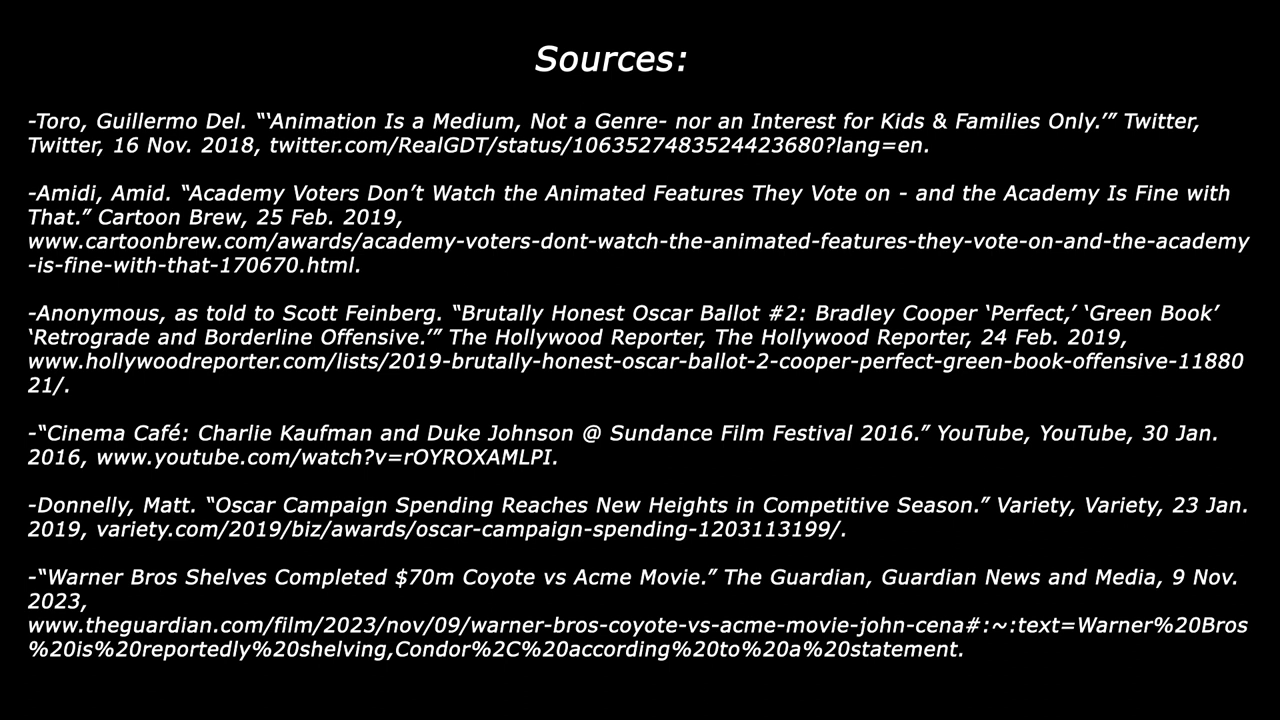 Sources:
-Toro, Guillermo Del. “‘Animation Is a Medium, Not a Genre- nor an Interest for Kids & Families Only.’” Twitter,
Twitter, 16 Nov. 2018, twitter.com/RealGDT/status/1063527483524423680?lang=en.
-Amidi, Amid. “Academy Voters Don’t Watch the Animated Features They Vote on - and the Academy Is Fine with
That.” Cartoon Brew, 25 Feb. 2019,
www.cartoonbrew.com/awards/academy-voters-dont-watch-the-animated-features-they-vote-on-and-the-academy
-is-fine-with-that-170670.html.
-Anonymous, as told to Scott Feinberg. “Brutally Honest Oscar Ballot #2: Bradley Cooper ‘Perfect,’ ‘Green Book’
‘Retrograde and Borderline Offensive.’” The Hollywood Reporter, The Hollywood Reporter, 24 Feb. 2019,
www.hollywoodreporter.com/lists/2019-brutally-honest-oscar-ballot-2-cooper-perfect-green-book-offensive-11880
21/.
-“Cinema Café: Charlie Kaufman and Duke Johnson @ Sundance Film Festival 2016.” YouTube, YouTube, 30 Jan.
2016, www.youtube.com/watch?v=rOYROXAMLPI.
-Donnelly, Matt. “Oscar Campaign Spending Reaches New Heights in Competitive Season.” Variety, Variety, 23 Jan.
2019, variety.com/2019/biz/awards/oscar-campaign-spending-1203113199/.
-“Warner Bros Shelves Completed $70m Coyote vs Acme Movie.” The Guardian, Guardian News and Media, 9 Nov.
2023,
www.theguardian.com/film/2023/nov/09/warner-bros-coyote-vs-acme-movie-john-cena#:~:text=Warner%20Bros
%20is%20reportedly%20shelving,Condor%2C%20according%20to%20a%20statement.